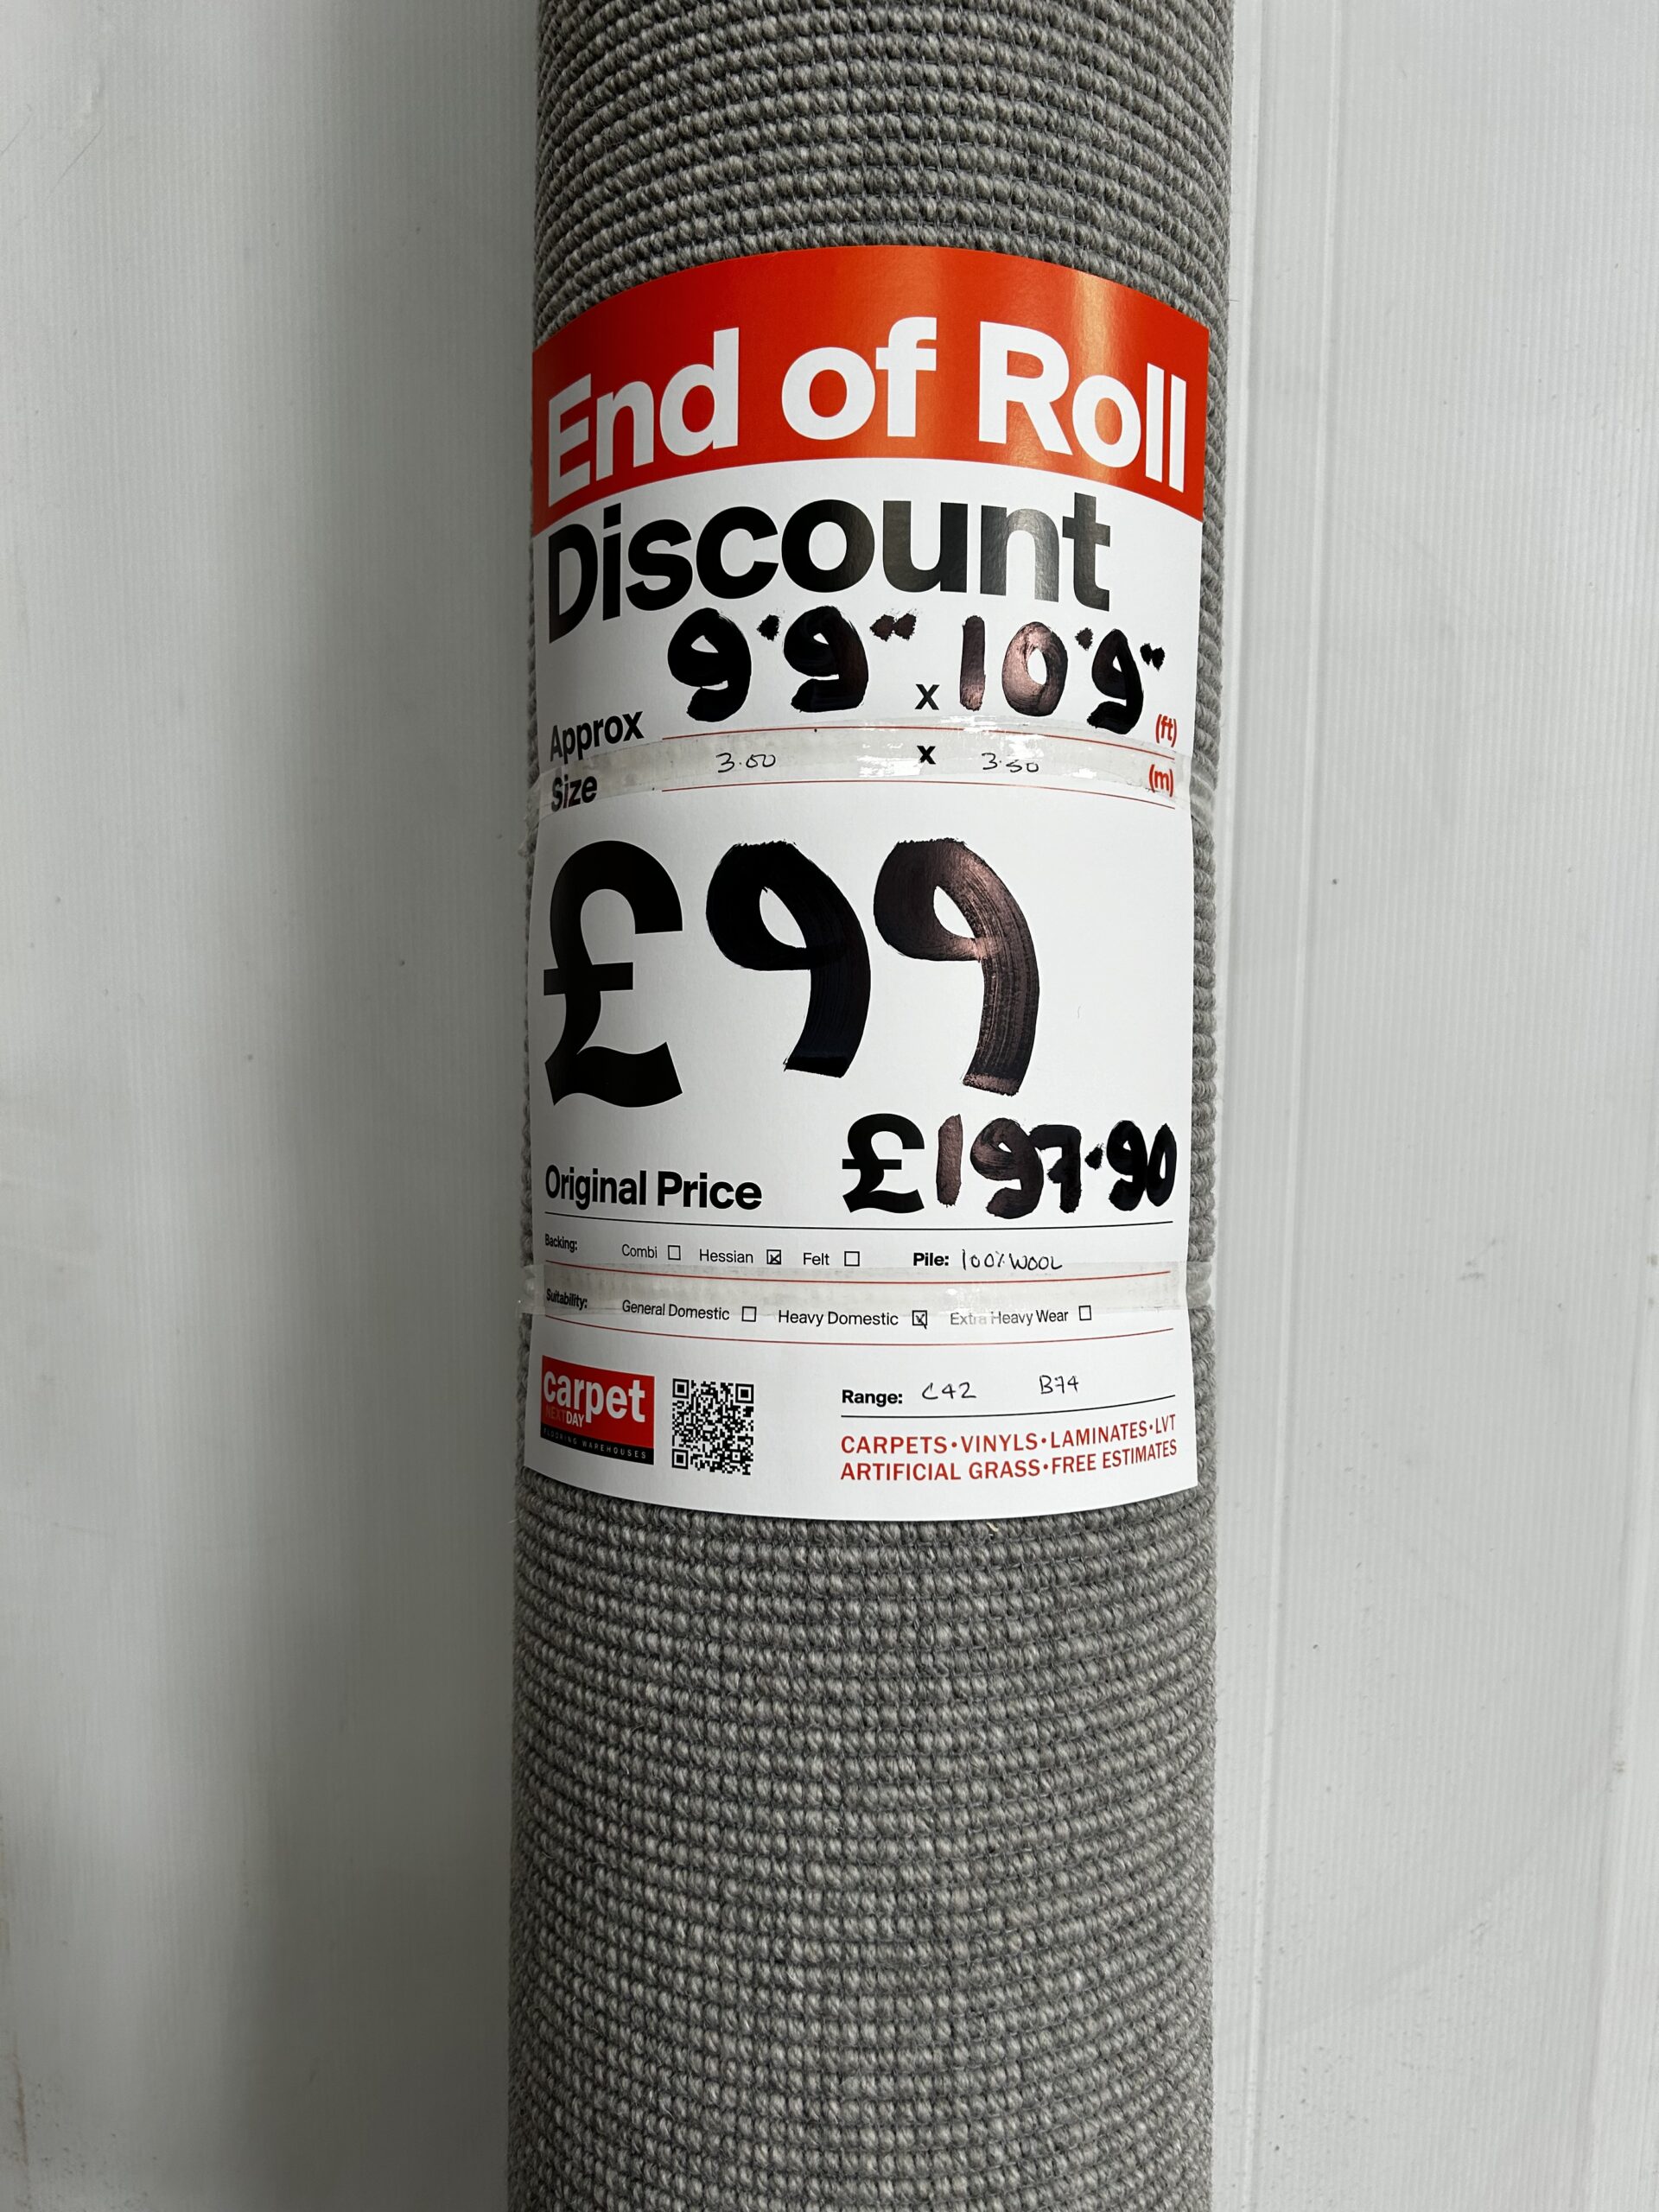 End of Roll
Discount
9'9" x 10'9" (ft)
Approx
Size
3.00 x 3.50 (m)
£99
Original Price £197.90
Backing: Combi Hessian Felt Pile: 100% WOOL
Suitability: General Domestic Heavy Domestic Extra Heavy Wear
carpet
NEXTDAY
FLOORING WAREHOUSES
Range: C42 B74
CARPETS•VINYLS•LAMINATES•LVT
ARTIFICIAL GRASS•FREE ESTIMATES